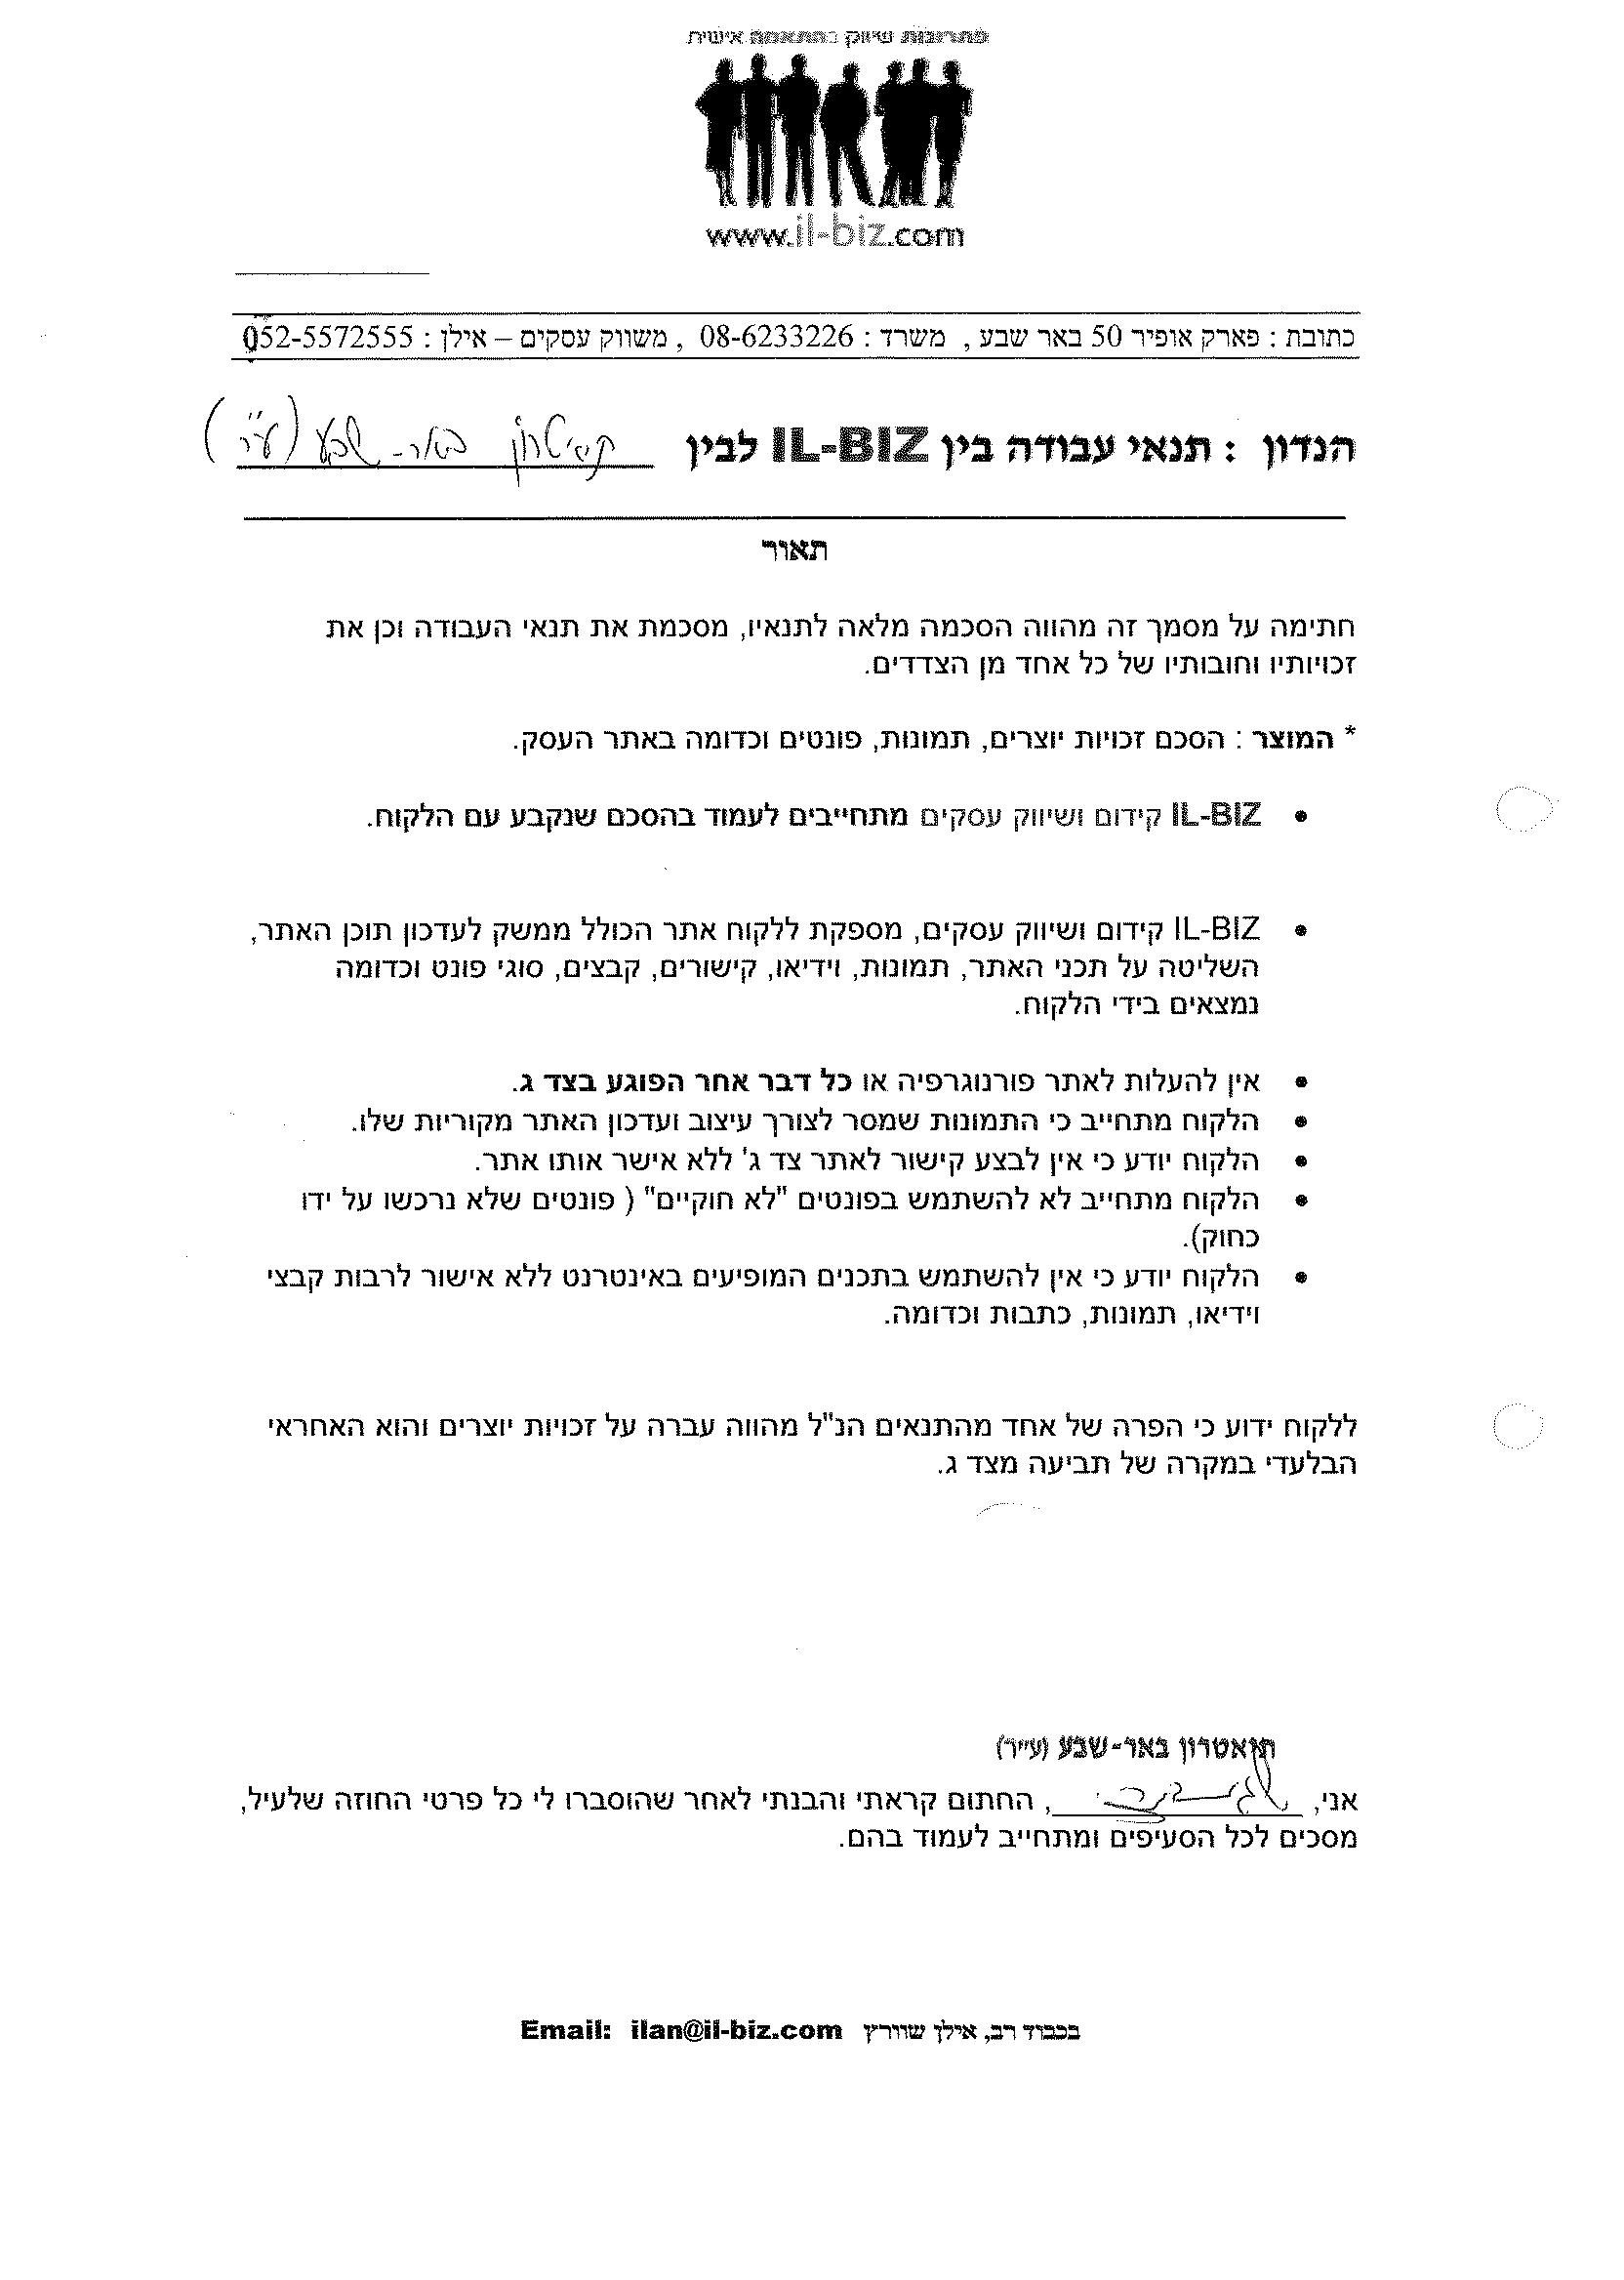 פתרונות שיווק בהתאמה אישית
www.il-biz.com
כתובת : פארק אופיר 50 באר שבע , משרד : 08-6233226 , משווק עסקים – אילן : 052-5572555
הנדון : תנאי עבודה בין IL-BIZ לבין תיאטרון באר-שבע (ע"ר)
תאור
חתימה על מסמך זה מהווה הסכמה מלאה לתנאיו, מסכמת את תנאי העבודה וכן את
זכויותיו וחובותיו של כל אחד מן הצדדים.
* המוצר : הסכם זכויות יוצרים, תמונות, פונטים וכדומה באתר העסק.
• IL-BIZ קידום ושיווק עסקים מתחייבים לעמוד בהסכם שנקבע עם הלקוח.
• IL-BIZ קידום ושיווק עסקים, מספקת ללקוח אתר הכולל ממשק לעדכון תוכן האתר,
השליטה על תכני האתר, תמונות, וידיאו, קישורים, קבצים, סוגי פונט וכדומה
נמצאים בידי הלקוח.
• אין להעלות לאתר פורנוגרפיה או כל דבר אחר הפוגע בצד ג.
• הלקוח מתחייב כי התמונות שמסר לצורך עיצוב ועדכון האתר מקוריות שלו.
• הלקוח יודע כי אין לבצע קישור לאתר צד ג' ללא אישר אותו אתר.
• הלקוח מתחייב לא להשתמש בפונטים "לא חוקיים" ( פונטים שלא נרכשו על ידו
כחוק).
• הלקוח יודע כי אין להשתמש בתכנים המופיעים באינטרנט ללא אישור לרבות קבצי
וידיאו, תמונות, כתבות וכדומה.
ללקוח ידוע כי הפרה של אחד מהתנאים הנ"ל מהווה עברה על זכויות יוצרים והוא האחראי
הבלעדי במקרה של תביעה מצד ג.
תיאטרון באר-שבע (ע"ר)
אני, , החתום קראתי והבנתי לאחר שהוסברו לי כל פרטי החוזה שלעיל,
מסכים לכל הסעיפים ומתחייב לעמוד בהם.
בכבוד רב, אילן שוורץ Email: ilan@il-biz.com